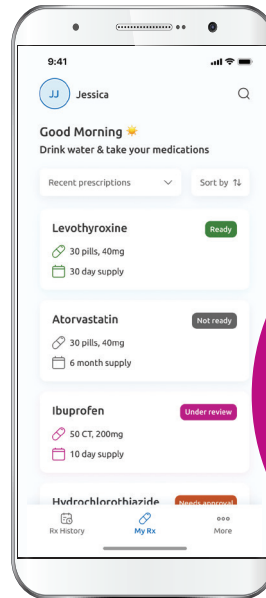 9:41
JJ Jessica
Good Morning
Drink water & take your medications
Recent prescriptions Sort by
Levothyroxine Ready
30 pills, 40mg
30 day supply
Atorvastatin Not ready
30 pills, 40mg
6 month supply
Ibuprofen Under review
50 CT, 200mg
10 day supply
Hydrochlorothiazide Needs approval
Rx History My Rx More